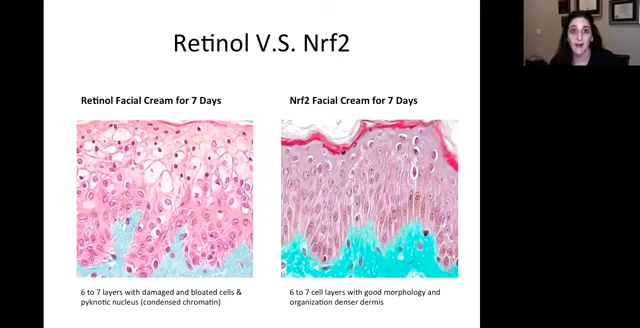 Retinol V.S. Nrf2
Retinol Facial Cream for 7 Days
Nrf2 Facial Cream for 7 Days
6 to 7 layers with damaged and bloated cells &
pyknotic nucleus (condensed chromatin)
6 to 7 cell layers with good morphology and
organization denser dermis